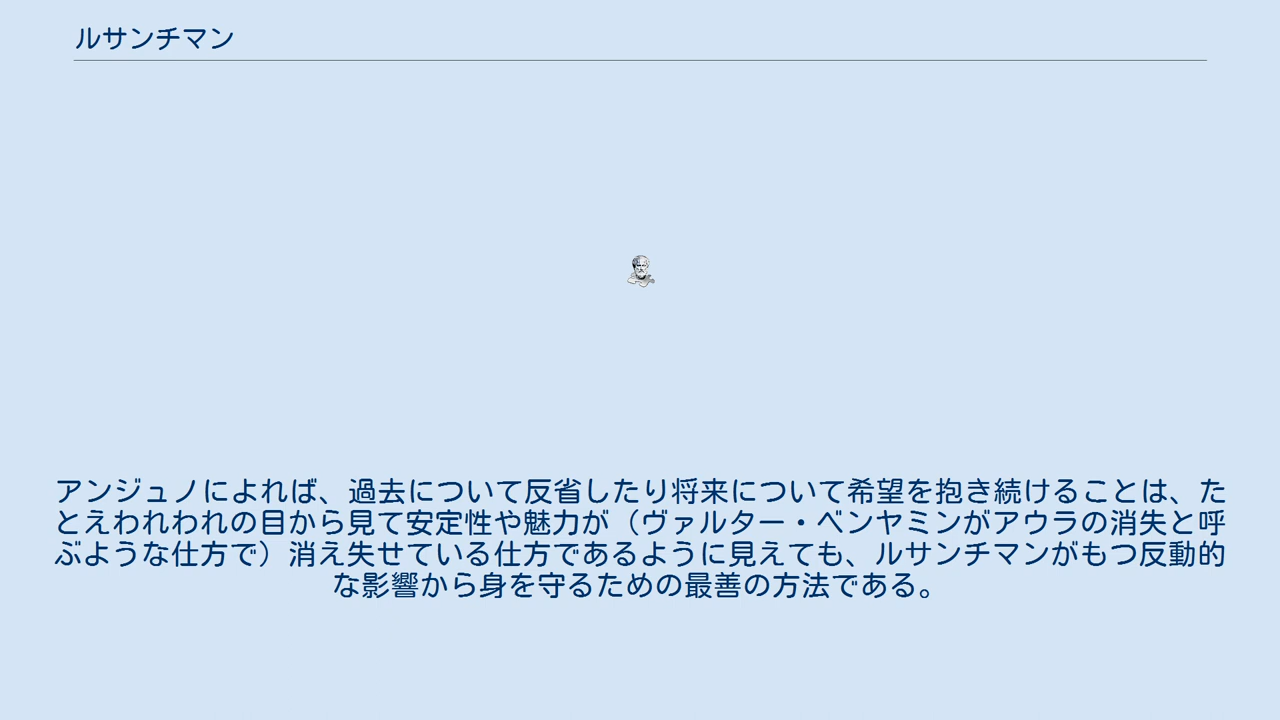 ルサンチマン
アンジュノによれば、過去について反省したり将来について希望を抱き続けることは、た
とえわれわれの目から見て安定性や魅力が（ヴァルター・ベンヤミンがアウラの消失と呼
ぶような仕方で）消え失せている仕方であるように見えても、ルサンチマンがもつ反動的
な影響から身を守るための最善の方法である。